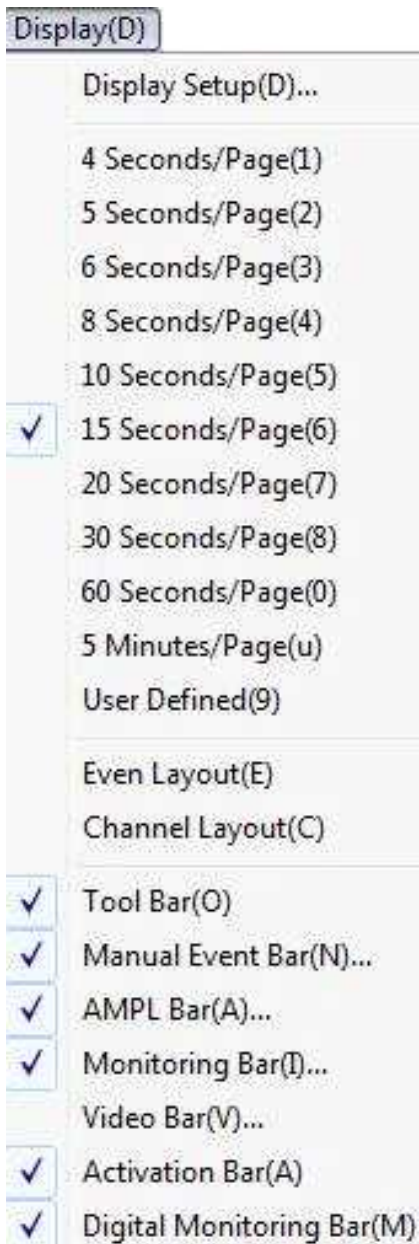 Display(D)
Display Setup(D)...
4 Seconds/Page(1)
5 Seconds/Page(2)
6 Seconds/Page(3)
8 Seconds/Page(4)
10 Seconds/Page(5)
15 Seconds/Page(6)
20 Seconds/Page(7)
30 Seconds/Page(8)
60 Seconds/Page(0)
5 Minutes/Page(u)
User Defined(9)
Even Layout(E)
Channel Layout(C)
Tool Bar(O)
Manual Event Bar(N)...
AMPL Bar(A)...
Monitoring Bar(I)...
Video Bar(V)...
Activation Bar(A)
Digital Monitoring Bar(M)